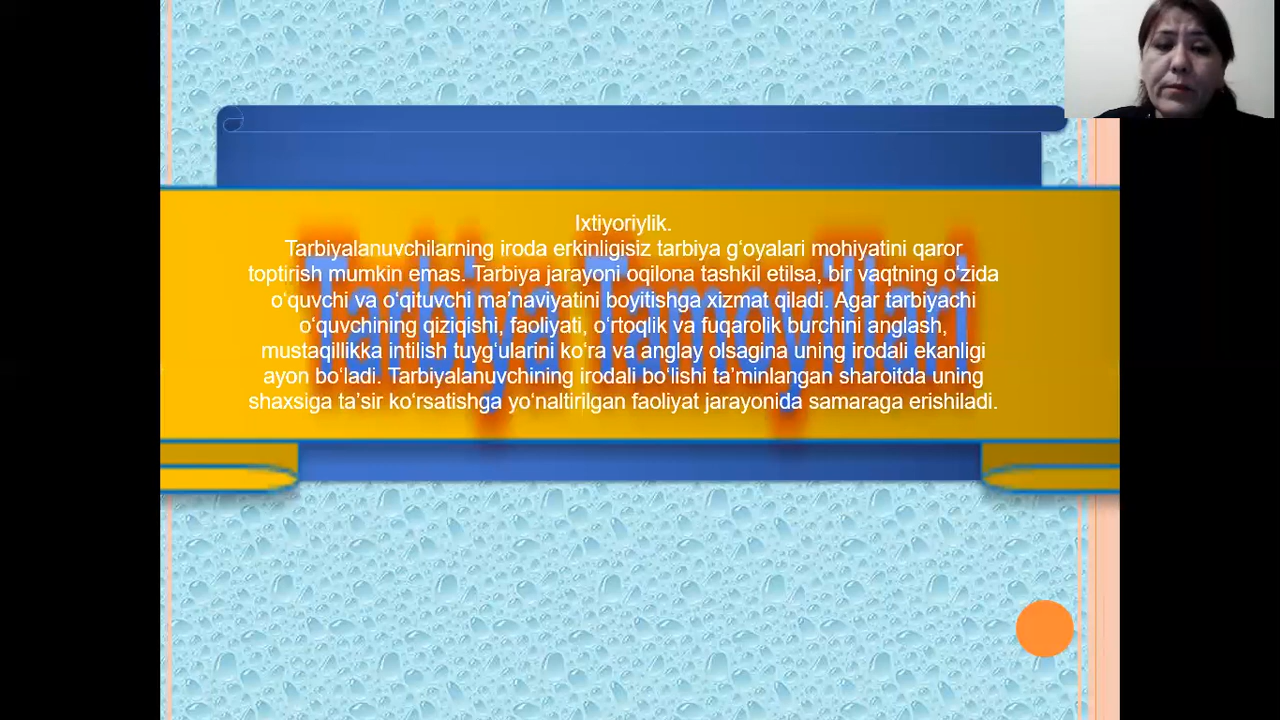 Ixtiyoriylik.
Tarbiyalanuvchilarning iroda erkinligisiz tarbiya g‘oyalari mohiyatini qaror
toptirish mumkin emas. Tarbiya jarayoni oqilona tashkil etilsa, bir vaqtning o‘zida
o‘quvchi va o‘qituvchi ma’naviyatini boyitishga xizmat qiladi. Agar tarbiyachi
o‘quvchining qiziqishi, faoliyati, o‘rtoqlik va fuqarolik burchini anglash,
mustaqillikka intilish tuyg‘ularini ko‘ra va anglay olsagina uning irodali ekanligi
ayon bo‘ladi. Tarbiyalanuvchining irodali bo‘lishi ta’minlangan sharoitda uning
shaxsiga ta’sir ko‘rsatishga yo‘naltirilgan faoliyat jarayonida samaraga erishiladi.
Tarbiya Tamoyillari